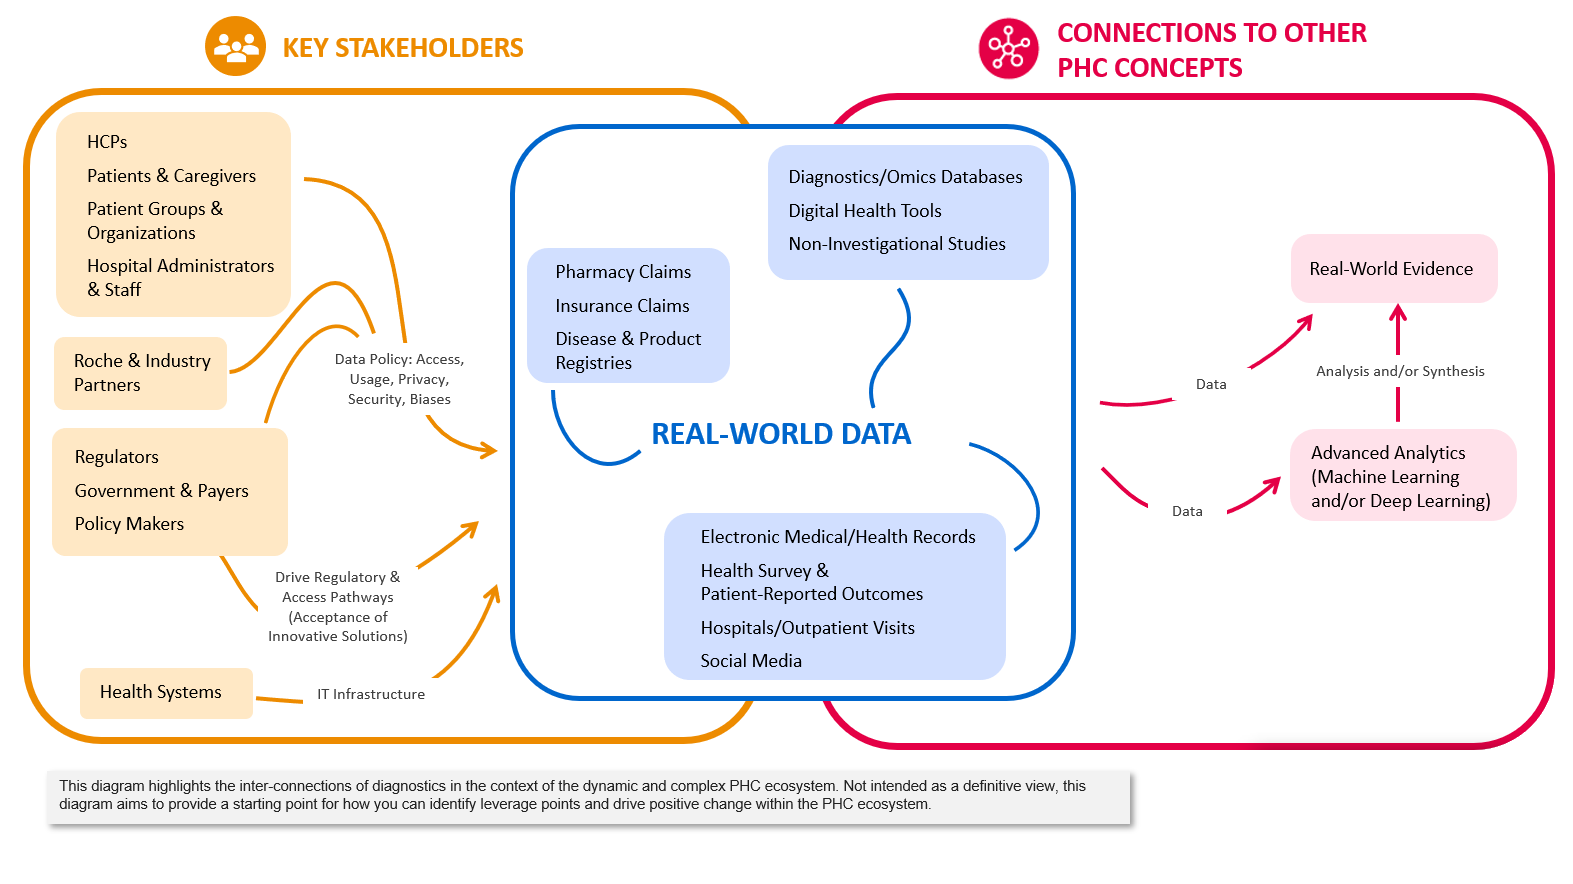 KEY STAKEHOLDERS
CONNECTIONS TO OTHER
PHC CONCEPTS
HCPs
Patients & Caregivers
Patient Groups &
Organizations
Hospital Administrators
& Staff
Roche & Industry
Partners
Regulators
Government & Payers
Policy Makers
Health Systems
Data Policy: Access,
Usage, Privacy,
Security, Biases
Drive Regulatory &
Access Pathways
(Acceptance of
Innovative Solutions)
IT Infrastructure
Pharmacy Claims
Insurance Claims
Disease & Product
Registries
Diagnostics/Omics Databases
Digital Health Tools
Non-Investigational Studies
REAL-WORLD DATA
Electronic Medical/Health Records
Health Survey &
Patient-Reported Outcomes
Hospitals/Outpatient Visits
Social Media
Data
Data
Real-World Evidence
Analysis and/or Synthesis
Advanced Analytics
(Machine Learning
and/or Deep Learning)
This diagram highlights the inter-connections of diagnostics in the context of the dynamic and complex PHC ecosystem. Not intended as a definitive view, this
diagram aims to provide a starting point for how you can identify leverage points and drive positive change within the PHC ecosystem.